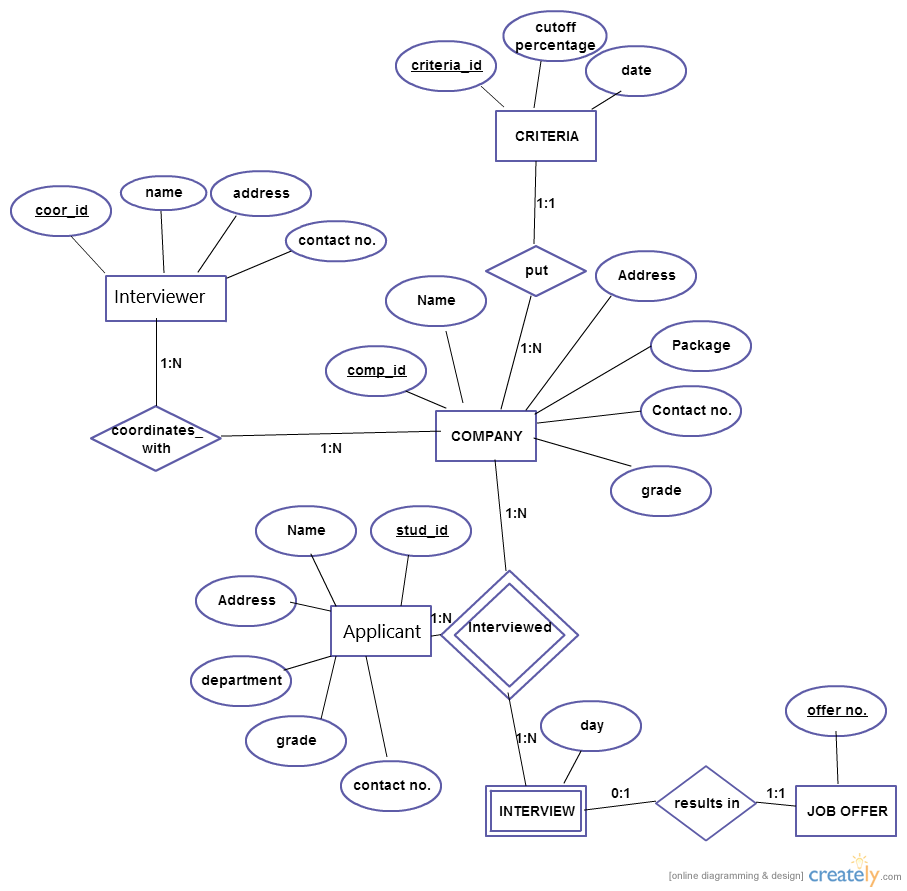 cutoff
percentage
criteria_id
date
CRITERIA
1:1
put
1:N
coor_id
name
address
contact no.
Interviewer
1:N
coordinates_
with
1:N
Name
Address
Package
comp_id
Contact no.
COMPANY
grade
1:N
Name
stud_id
Address
Applicant
1:N
Interviewed
department
grade
contact no.
1:N
day
INTERVIEW
0:1
results in
1:1
offer no.
JOB OFFER
[online diagramming & design] creately.com